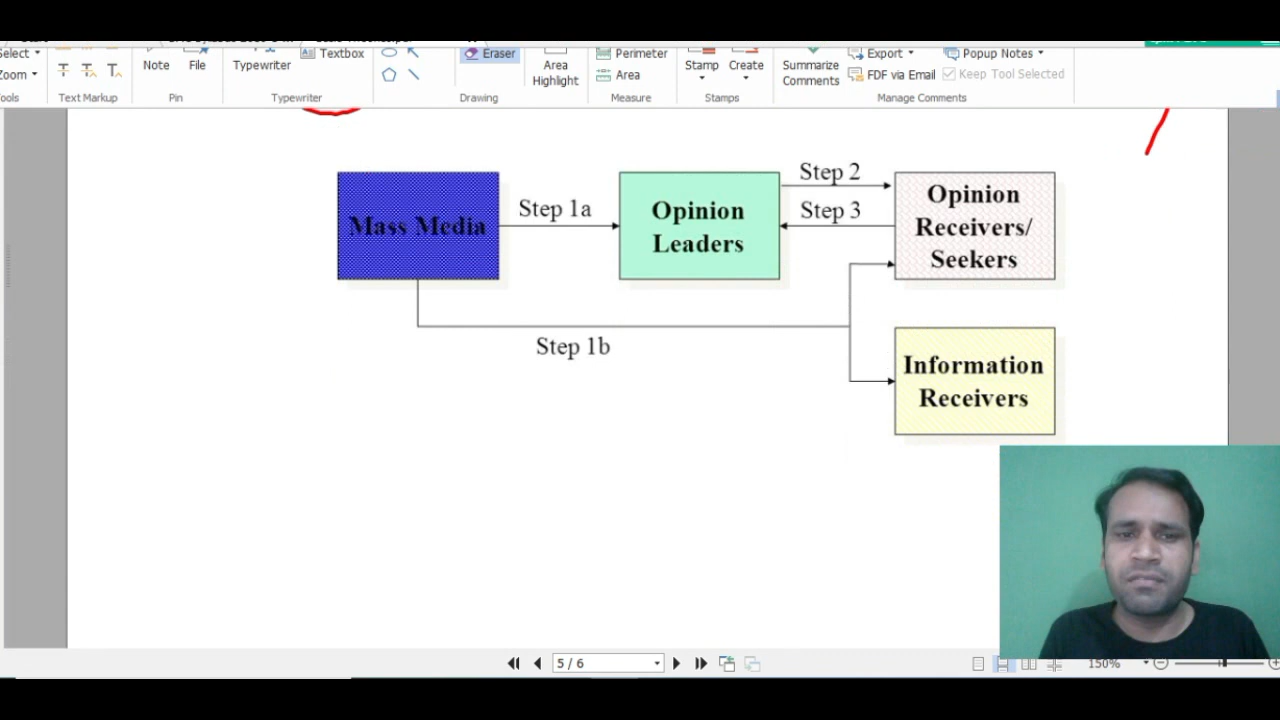 Select
Textbox
Eraser
Perimeter
Export
Popup Notes
Zoom
Note
File
Typewriter
Area
Highlight
Area
Stamp
Create
Summarize
Comments
FDF via Email
Keep Tool Selected
Text Markup
Pin
Typewriter
Drawing
Measure
Stamps
Manage Comments
Mass Media
Step 1a
Opinion
Leaders
Step 2
Step 3
Opinion
Receivers/
Seekers
Step 1b
Information
Receivers
5 / 6
150%